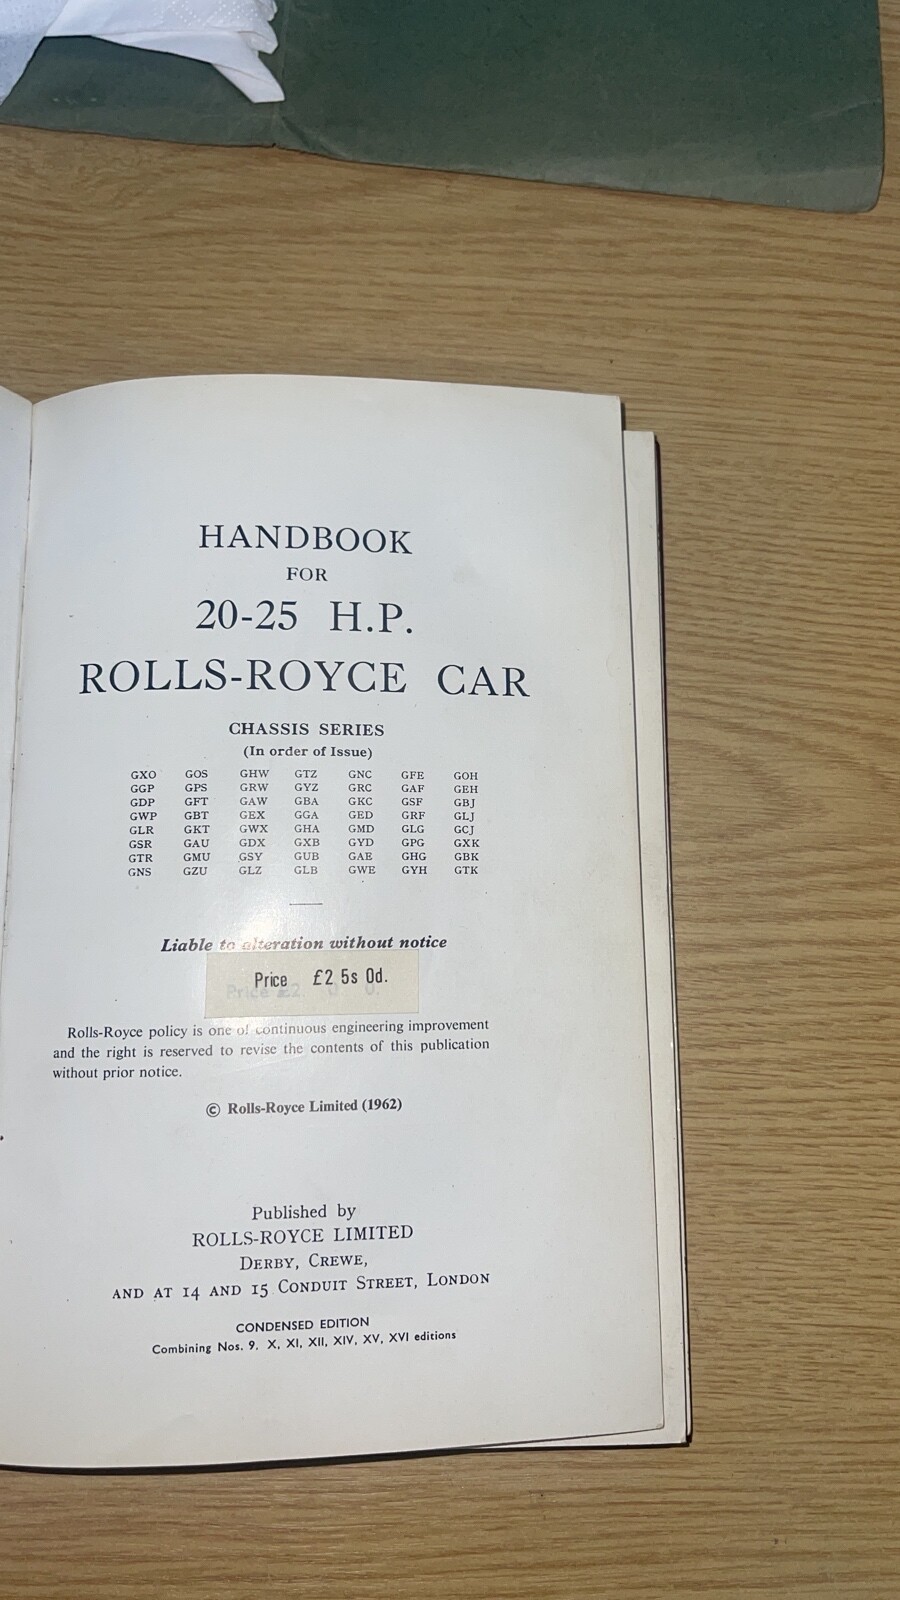 HANDBOOK
FOR
20-25 H.P.
ROLLS-ROYCE CAR
CHASSIS SERIES
(In order of Issue)
GXO GOS GHW GTZ GNC GFE GOH
GGP GPS GRW GYZ GRC GAF GEH
GDP GFT GAW GBA GKC GSF GBJ
GWP GBT GEX GGA GED GRF GLJ
GLR GKT GWX GHA GMD GLG GCJ
GSR GAU GDX GXB GYD GPG GXK
GTR GMU GSY GUB GAE GHG GBK
GNS GZU GLZ GLB GWE GYH GTK
Liable to alteration without notice
Price £2 5s 0d.
Rolls-Royce policy is one of continuous engineering improvement
and the right is reserved to revise the contents of this publication
without prior notice.
© Rolls-Royce Limited (1962)
Published by
ROLLS-ROYCE LIMITED
DERBY, CREWE,
AND AT 14 AND 15 CONDUIT STREET, LONDON
CONDENSED EDITION
Combining Nos. 9, X, XI, XII, XIV, XV, XVI editions